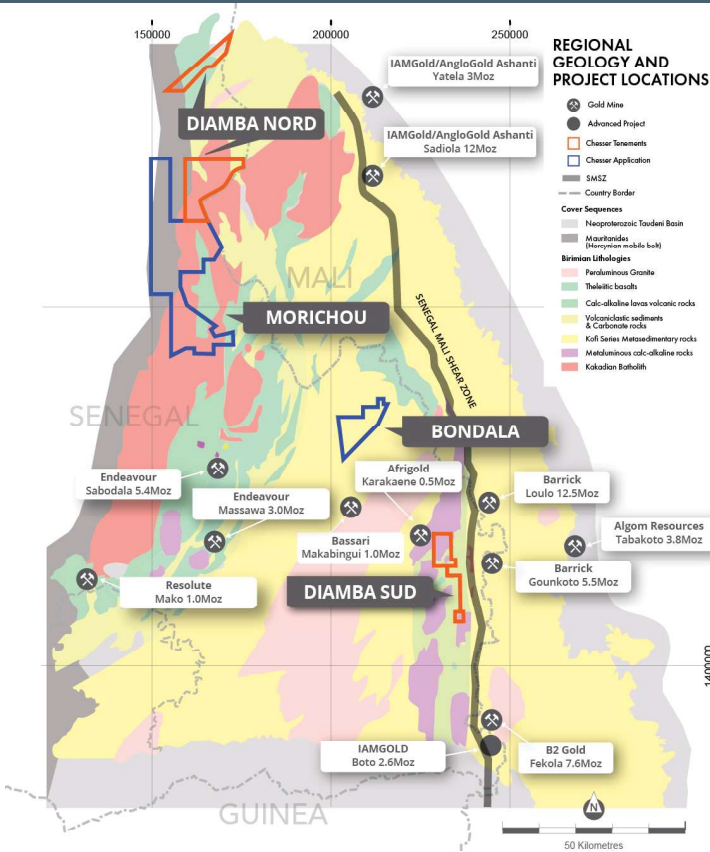 150000
200000
250000
REGIONAL
GEOLOGY AND
PROJECT LOCATIONS
Gold Mine
Advanced Project
Chesser Tenements
Chesser Application
SMSZ
Country Border
Cover Sequences
Neoproterozoic Taudeni Basin
Mauritanides
(Hercynian mobile belt)
Birimian Lithologies
Peraluminous Granite
Theleiitic basalts
Calc-alkaline lavas volcanic rocks
Volcaniclastic sediments
& Carbonate rocks
Kofi Series Metasedimentary rocks
Metaluminous calc-alkaline rocks
Kakadian Batholith
IAMGold/AngloGold Ashanti
Yatela 3Moz
DIAMBA NORD
IAMGold/AngloGold Ashanti
Sadiola 12Moz
MALI
MORICHOU
SENEGAL MALI SHEAR ZONE
SENEGAL
BONDALA
Endeavour
Sabodala 5.4Moz
Afrigold
Karakaene 0.5Moz
Barrick
Loulo 12.5Moz
Endeavour
Massawa 3.0Moz
Bassari
Makabingui 1.0Moz
Algom Resources
Tabakoto 3.8Moz
Barrick
Gounkoto 5.5Moz
Resolute
Mako 1.0Moz
DIAMBA SUD
IAMGOLD
Boto 2.6Moz
B2 Gold
Fekola 7.6Moz
GUINEA
N
50 Kilometres